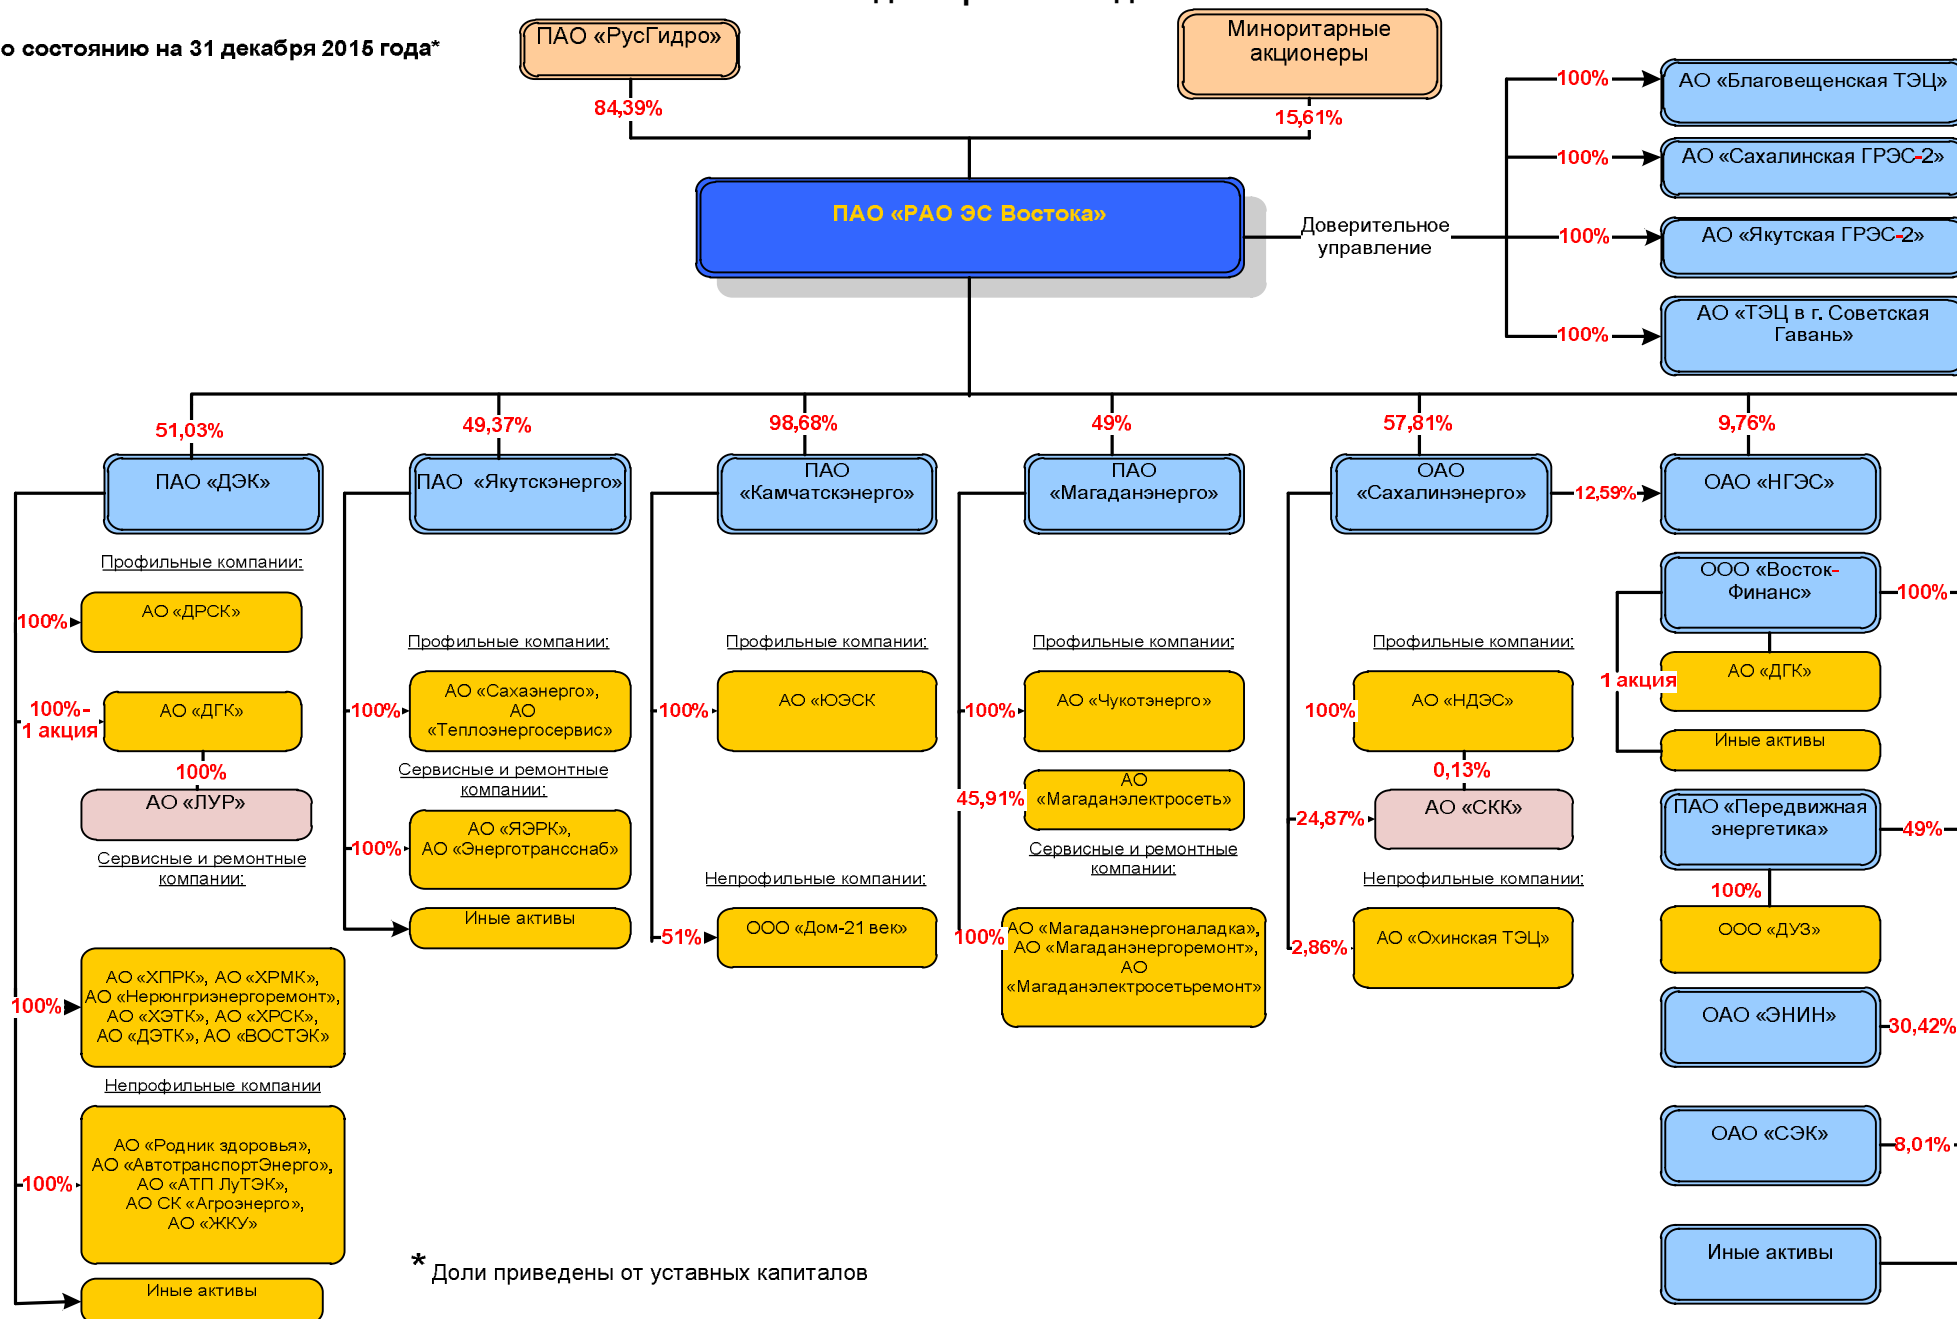 о состоянию на 31 декабря 2015 года*
ПАО «РусГидро»
Миноритарные
акционеры
84,39%
15,61%
ПАО «РАО ЭС Востока»
Доверительное
управление
100%
АО «Благовещенская ТЭЦ»
100%
АО «Сахалинская ГРЭС-2»
100%
АО «Якутская ГРЭС-2»
100%
АО «ТЭЦ в г. Советская
Гавань»
51,03%
49,37%
98,68%
49%
57,81%
9,76%
ПАО «ДЭК»
ПАО «Якутскэнерго»
ПАО
«Камчатскэнерго»
ПАО
«Магаданэнерго»
ОАО
«Сахалинэнерго»
12,59%
ОАО «НГЭС»
Профильные компании:
100%
АО «ДРСК»
100%-
1 акция
АО «ДГК»
100%
АО «ЛУР»
Сервисные и ремонтные
компании:
100%
АО «ХПРК», АО «ХРМК»,
АО «Нерюнгриэнергоремонт»,
АО «ХЭТК», АО «ХРСК»,
АО «ДЭТК», АО «ВОСТЭК»
Непрофильные компании
100%
АО «Родник здоровья»,
АО «АвтотранспортЭнерго»,
АО «АТП ЛуТЭК»,
АО СК «Агроэнерго»,
АО «ЖКУ»
Иные активы
Профильные компании:
100%
АО «Сахаэнерго»,
АО
«Теплоэнергосервис»
Сервисные и ремонтные
компании:
100%
АО «ЯЭРК»,
АО «Энерготрансснаб»
Иные активы
Профильные компании:
100%
АО «ЮЭСК»
Непрофильные компании:
51%
ООО «Дом-21 век»
Профильные компании:
100%
АО «Чукотэнерго»
45,91%
АО
«Магаданэлектросеть»
Сервисные и ремонтные
компании:
100%
АО «Магаданэнергоналадка»,
АО «Магаданэнергоремонт»,
АО
«Магаданэлектросетьремонт»
Профильные компании:
100%
АО «НДЭС»
0,13%
24,87%
АО «СКК»
Непрофильные компании:
2,86%
АО «Охинская ТЭЦ»
ООО «Восток-
Финанс»
100%
1 акция
АО «ДГК»
Иные активы
ПАО «Передвижная
энергетика»
49%
100%
ООО «ДУЗ»
ОАО «ЭНИН»
30,42%
ОАО «СЭК»
8,01%
Иные активы
* Доли приведены от уставных капиталов